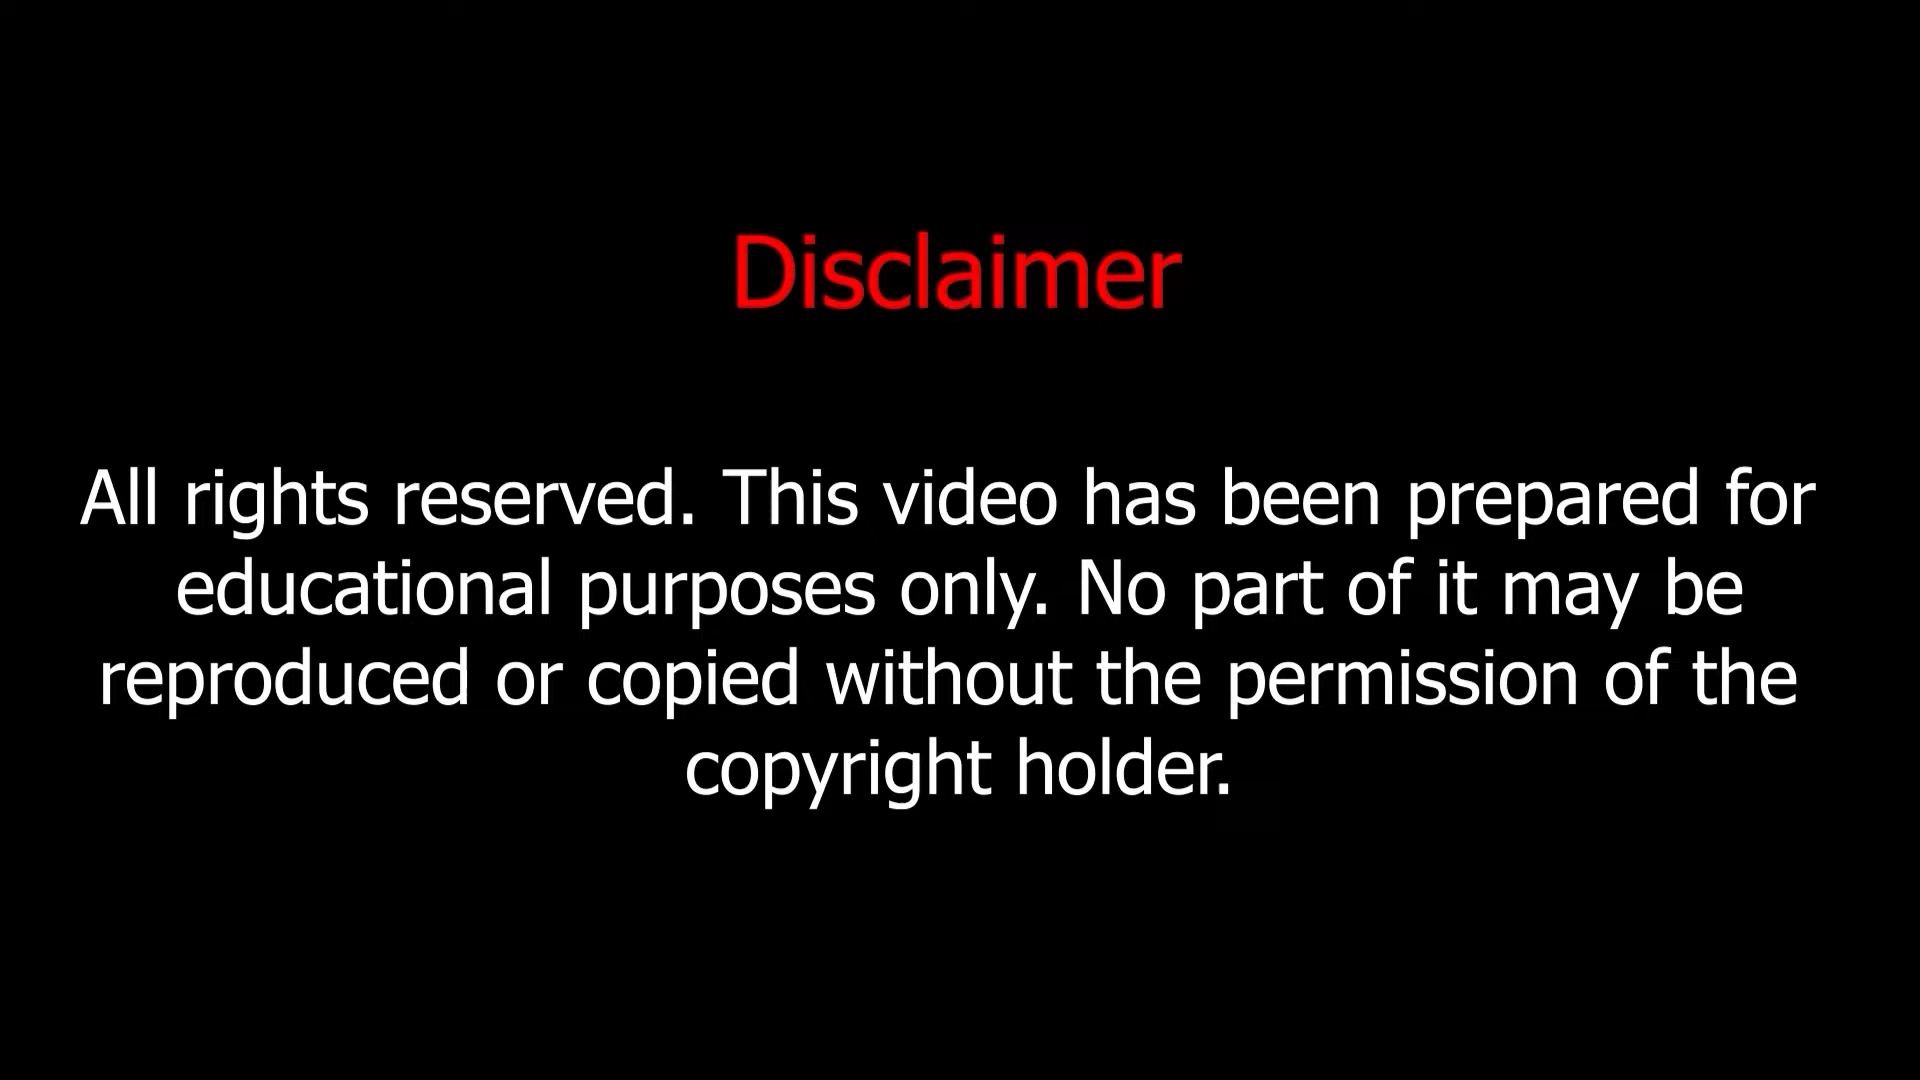 Disclaimer
All rights reserved. This video has been prepared for
educational purposes only. No part of it may be
reproduced or copied without the permission of the
copyright holder.